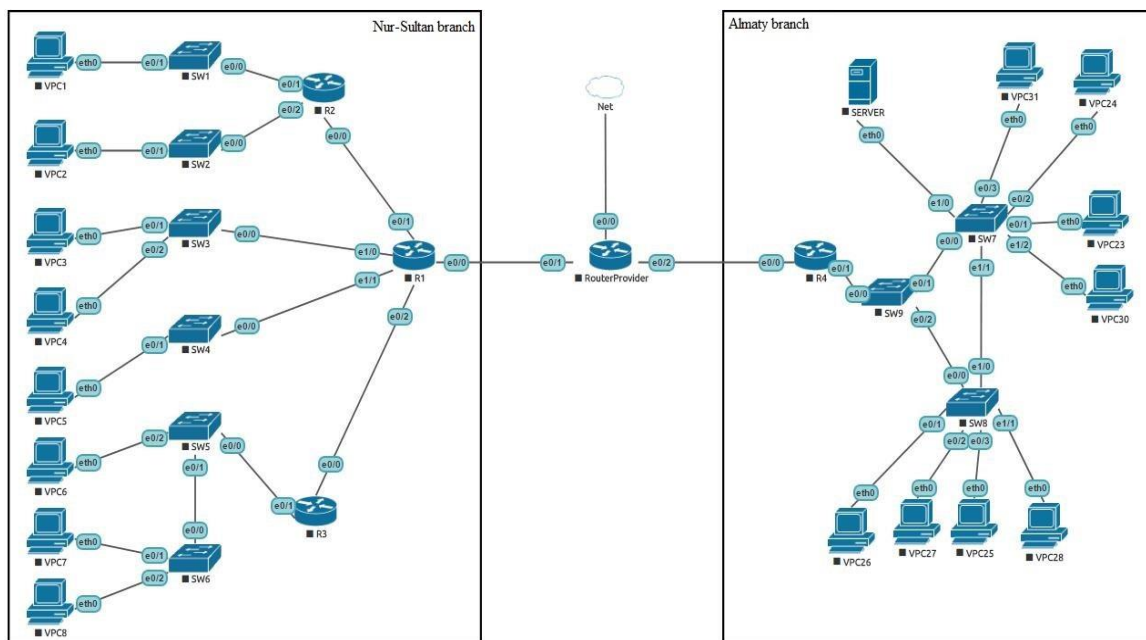 Nur-Sultan branch
Almaty branch
eth0
e0/1
e0/0
VPC1
SW1
e0/1
R2
e0/2
e0/0
eth0
e0/1
e0/0
VPC2
SW2
eth0
e0/1
e0/2
e0/0
VPC3
SW3
e0/1
e1/0
e0/0
R1
e1/1
e0/2
eth0
VPC4
e0/0
SW4
eth0
e0/1
VPC5
e0/2
e0/0
SW5
eth0
e0/1
VPC6
e0/0
e0/1
R3
eth0
e0/0
e0/1
VPC7
SW6
eth0
e0/2
VPC8
Net
e0/0
e0/1
e0/2
RouterProvider
SERVER
eth0
VPC31
eth0
VPC24
eth0
e1/0
e0/3
e0/2
SW7
e0/1
eth0
VPC23
e0/0
e1/2
e1/1
eth0
VPC30
e0/0
R4
e0/1
e0/0
SW9
e0/1
e0/2
e0/0
e1/0
SW8
e0/1
e0/2
e0/3
e1/1
eth0
eth0
eth0
eth0
VPC26
VPC27
VPC25
VPC28